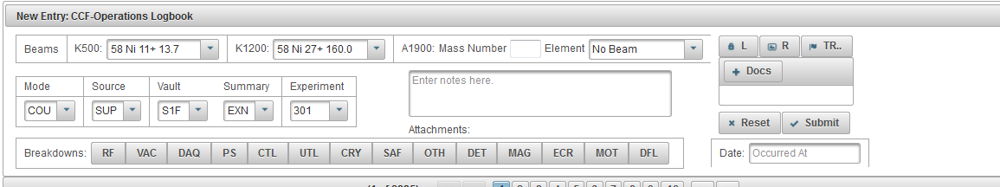 New Entry: CCF-Operations Logbook
Beams K500: 58 Ni 11+ 13.7 K1200: 58 Ni 27+ 160.0 A1900: Mass Number Element No Beam L R TR..
Docs
Mode Source Vault Summary Experiment Enter notes here.
COU SUP S1F EXN 301
Reset Submit
Attachments:
Breakdowns: RF VAC DAQ PS CTL UTL CRY SAF OTH DET MAG ECR MOT DFL Date: Occurred At